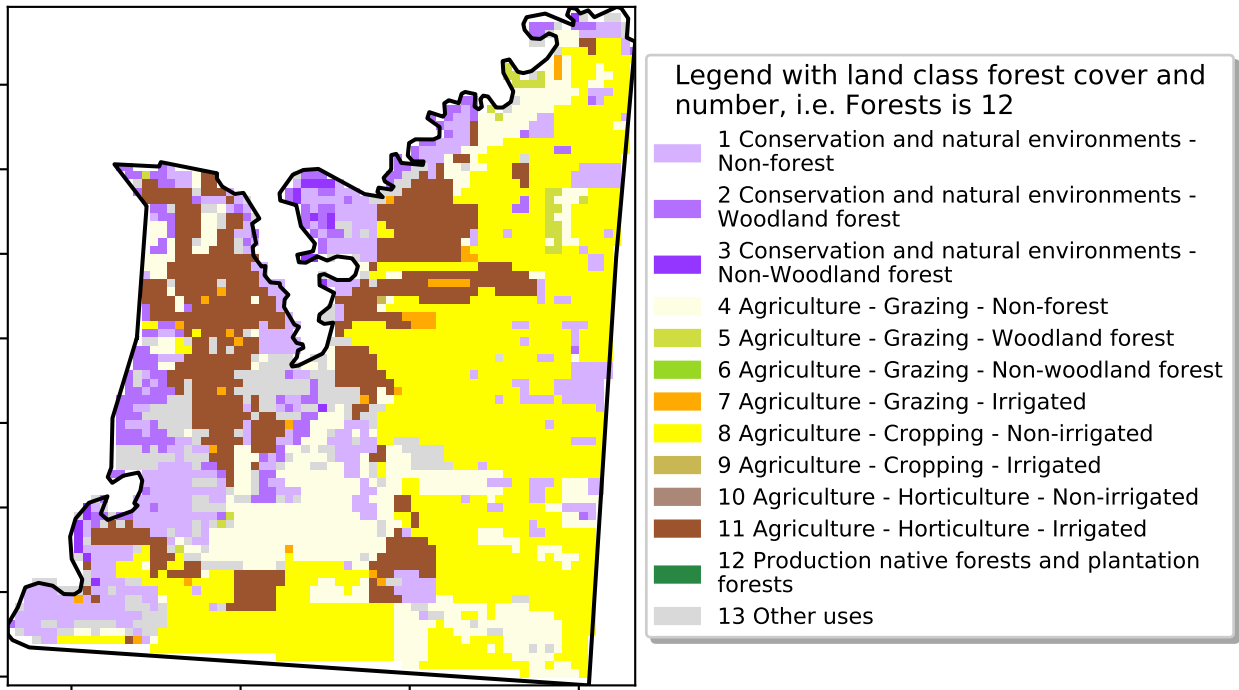 Legend with land class forest cover and
number, i.e. Forests is 12
1 Conservation and natural environments -
Non-forest
2 Conservation and natural environments -
Woodland forest
3 Conservation and natural environments -
Non-Woodland forest
4 Agriculture - Grazing - Non-forest
5 Agriculture - Grazing - Woodland forest
6 Agriculture - Grazing - Non-woodland forest
7 Agriculture - Grazing - Irrigated
8 Agriculture - Cropping - Non-irrigated
9 Agriculture - Cropping - Irrigated
10 Agriculture - Horticulture - Non-irrigated
11 Agriculture - Horticulture - Irrigated
12 Production native forests and plantation
forests
13 Other uses